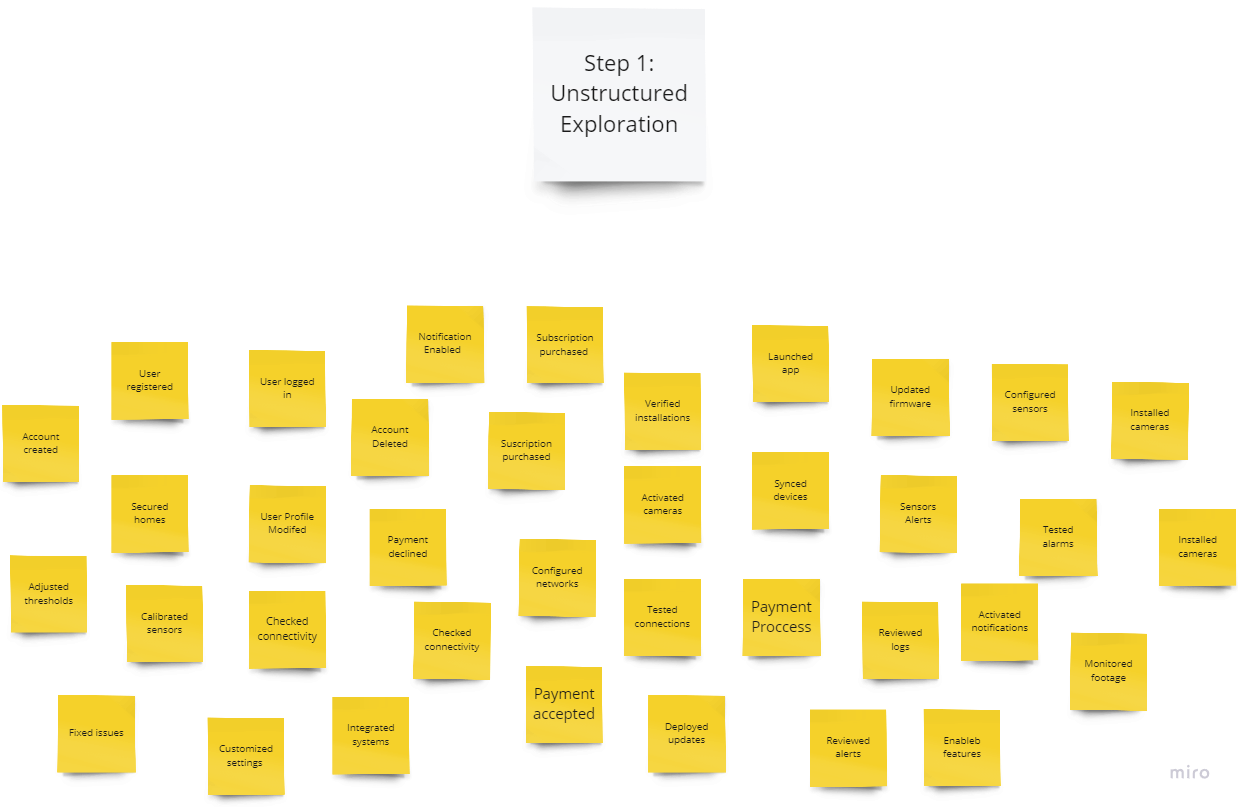 Step 1:
Unstructured
Exploration
Notification
Enabled
Subscription
purchased
Launched
app
User
registered
User logged
in
Updated
firmware
Configured
sensors
Verified
installations
Installed
cameras
Account
created
Account
Deleted
Suscription
purchased
Activated
cameras
Synced
devices
Secured
homes
User Profile
Modifed
Sensors
Alerts
Tested
alarms
Payment
declined
Installed
cameras
Configured
networks
Adjusted
thresholds
Calibrated
sensors
Checked
connectivity
Checked
connectivity
Tested
connections
Payment
Proccess
Reviewed
logs
Activated
notifications
Monitored
footage
Payment
accepted
Fixed issues
Customized
settings
Integrated
systems
Deployed
updates
Reviewed
alerts
Enableb
features
miro